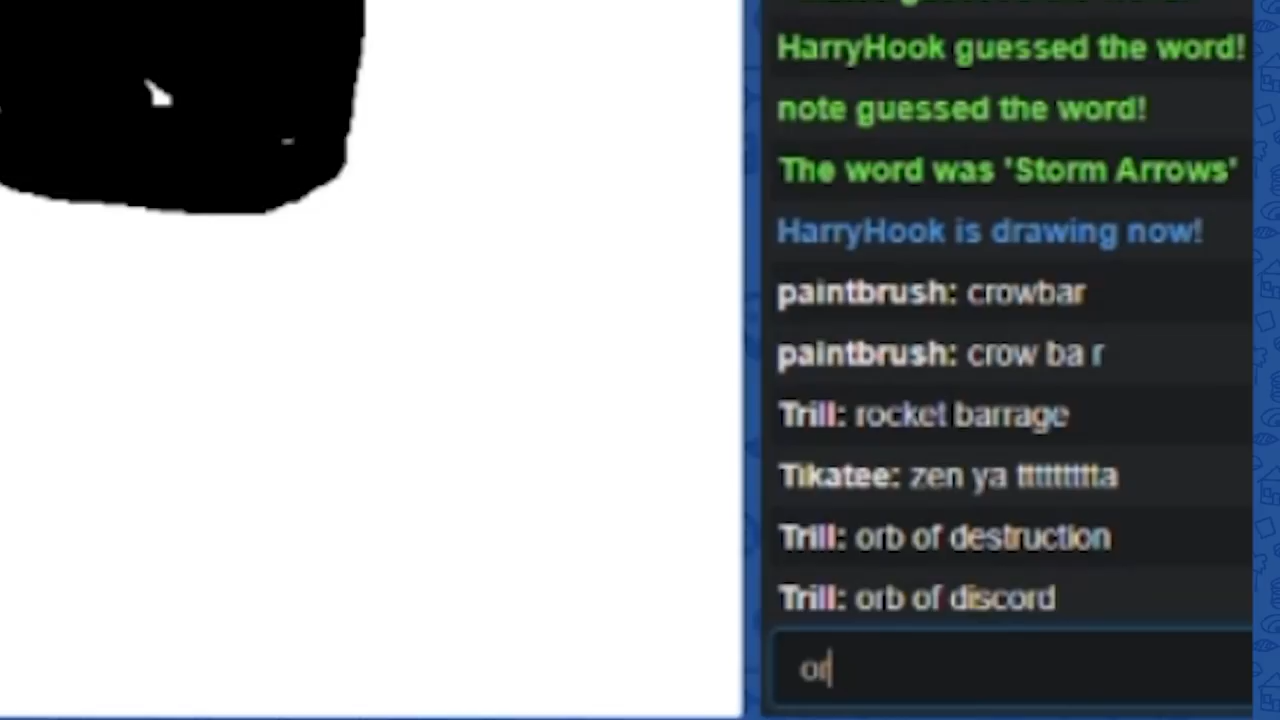 HarryHook guessed the word!
note guessed the word!
The word was 'Storm Arrows'
HarryHook is drawing now!
paintbrush: crowbar
paintbrush: crow ba r
Trill: rocket barrage
Tikatee: zen ya ttttttttta
Trill: orb of destruction
Trill: orb of discord
or